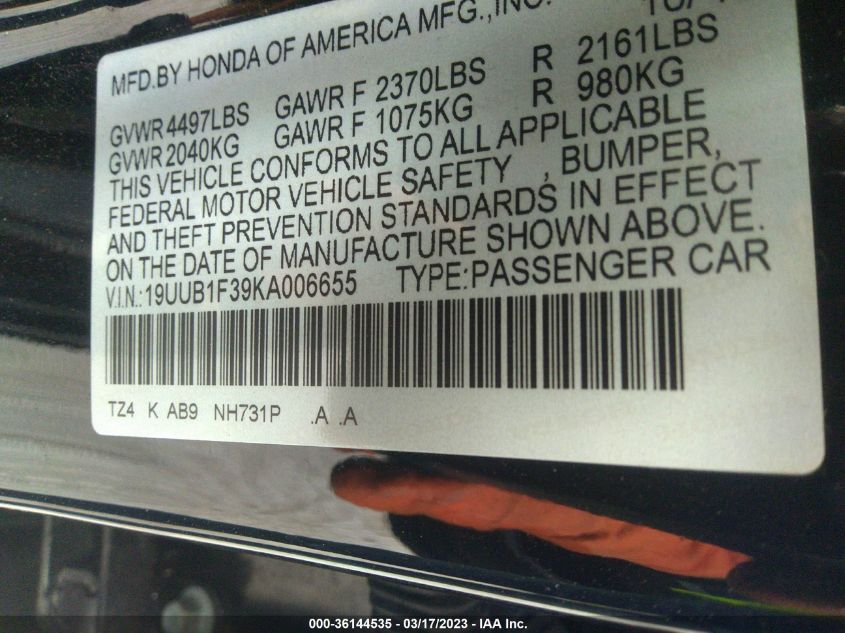 MFD.BY HONDA OF AMERICA MFG.,INC.
GVWR 4497LBS GAWR F 2370LBS R 2161LBS
GVWR 2040KG GAWR F 1075KG R 980KG
THIS VEHICLE CONFORMS TO ALL APPLICABLE
FEDERAL MOTOR VEHICLE SAFETY , BUMPER,
AND THEFT PREVENTION STANDARDS IN EFFECT
ON THE DATE OF MANUFACTURE SHOWN ABOVE.
V.I.N.:19UUB1F39KA006655 TYPE:PASSENGER CAR
TZ4 K AB9 NH731P .A .A
000-36144535 - 03/17/2023 - IAA Inc.